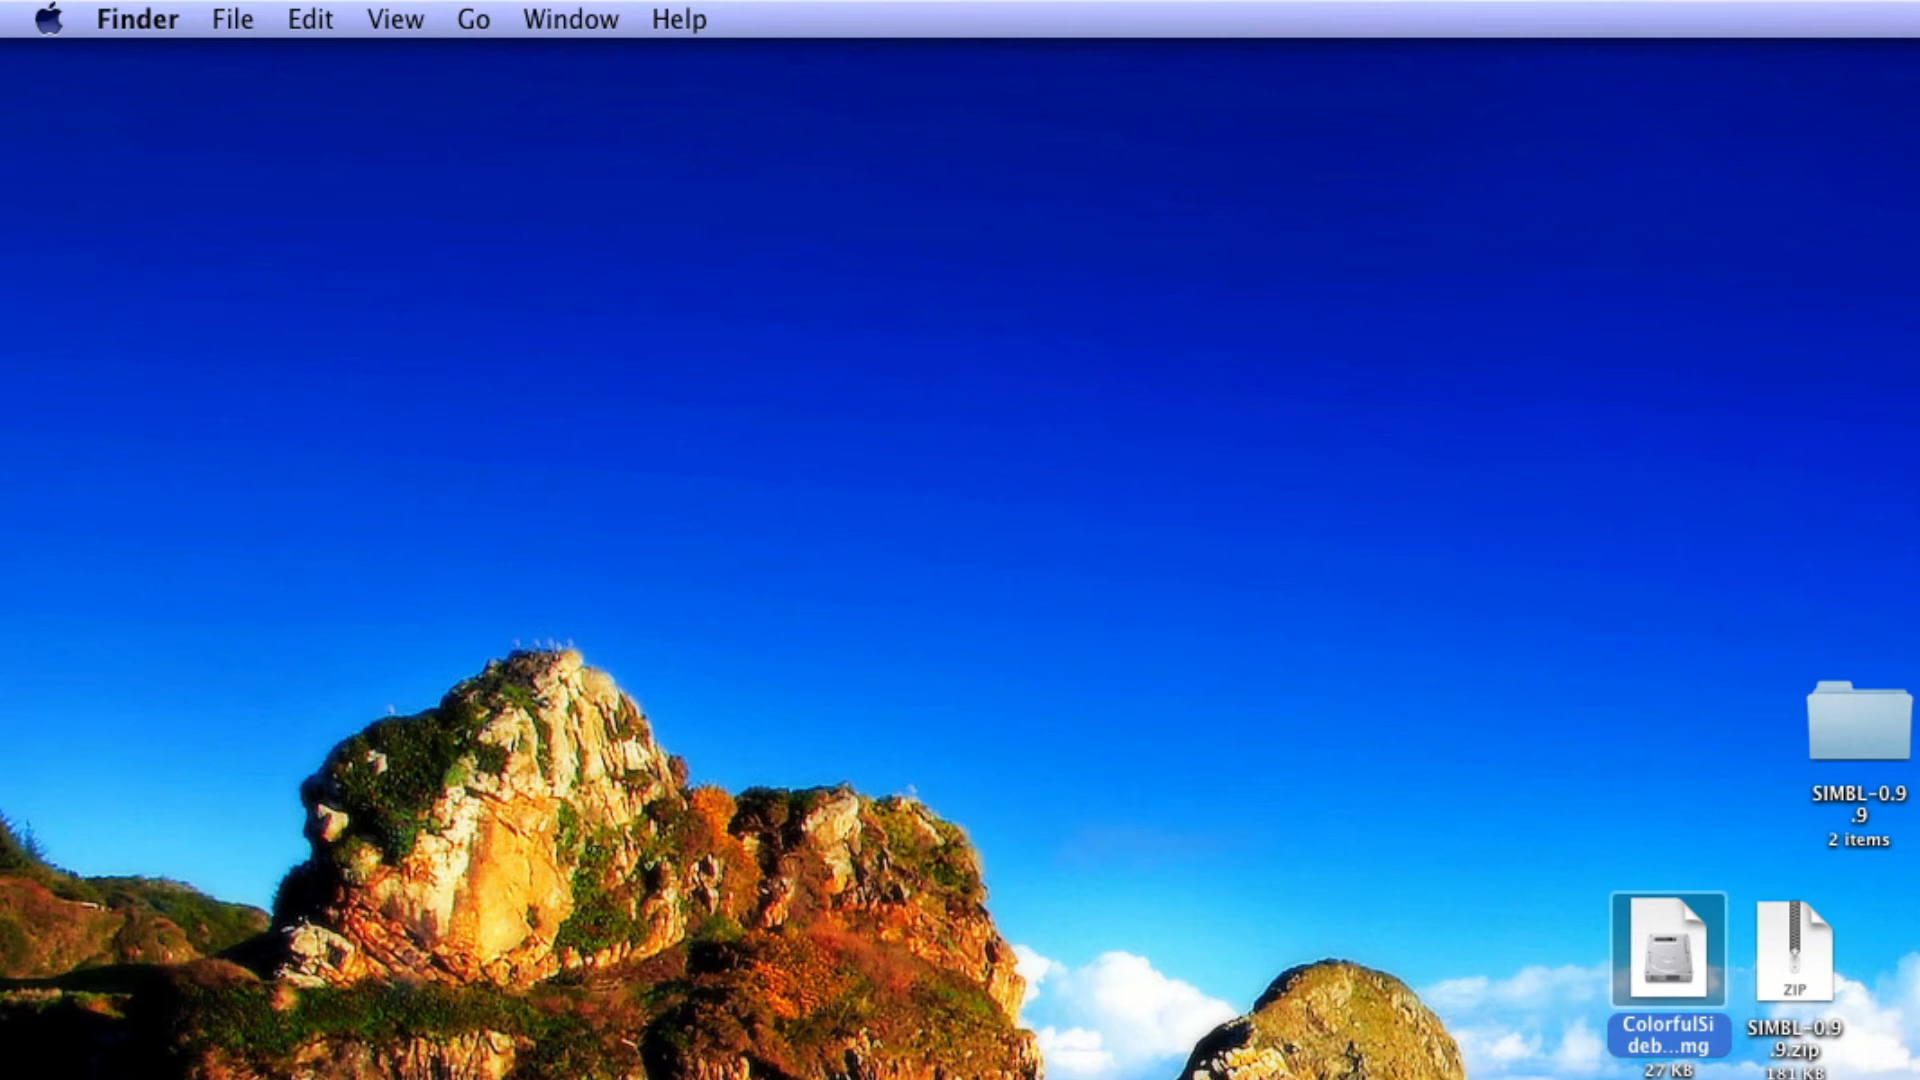 Finder File Edit View Go Window Help
SIMBL-0.9
.9
2 items
ColorfulSi
deb...mg
27 KB
ZIP
SIMBL-0.9
.9.zip
181 KB